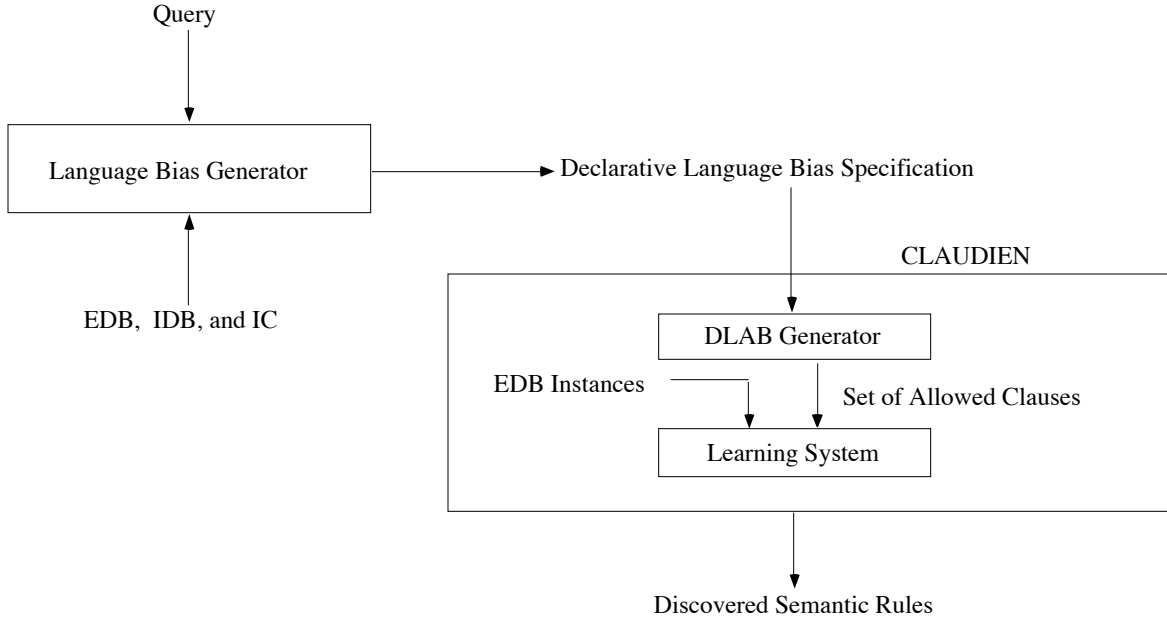 Query
Language Bias Generator
Declarative Language Bias Specification
CLAUDIEN
EDB, IDB, and IC
DLAB Generator
EDB Instances
Set of Allowed Clauses
Learning System
Discovered Semantic Rules